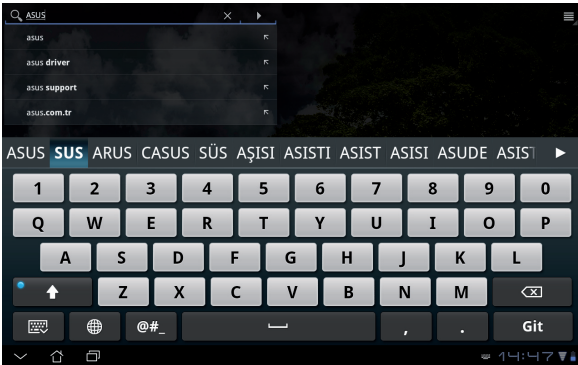 ASUS
asus
asus driver
asus support
asus.com.tr
ASUS SUS ARUS CASUS SÜS AŞISI ASISTI ASIST ASISI ASUDE ASIST
1 2 3 4 5 6 7 8 9 0
Q W E R T Y U I O P
A S D F G H J K L
Z X C V B N M
@#_ , . Git
14:47